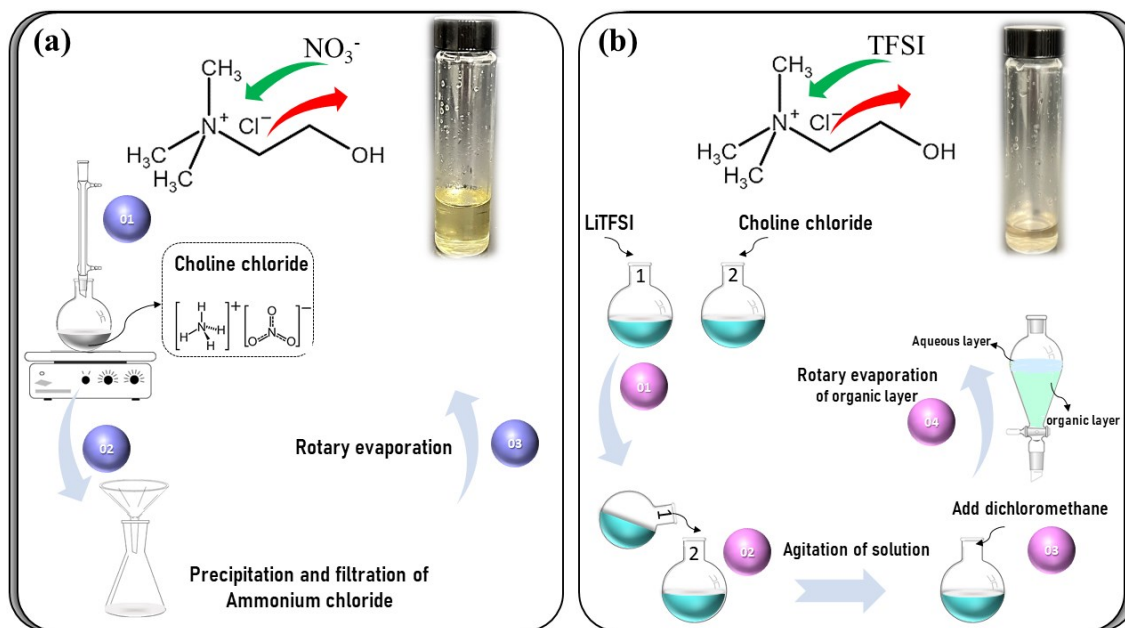 (a)
NO₃⁻
CH₃
N⁺
Cl⁻
H₃C
H₃C
OH
01
Choline chloride
[H H N H H]⁺ [O N O O]⁻
02
Rotary evaporation
03
Precipitation and filtration of
Ammonium chloride
(b)
TFSI
CH₃
N⁺
Cl⁻
H₃C
H₃C
OH
LiTFSI
Choline chloride
1
2
01
Aqueous layer
Rotary evaporation
of organic layer
04
organic layer
1
2
02
Agitation of solution
Add dichloromethane
03